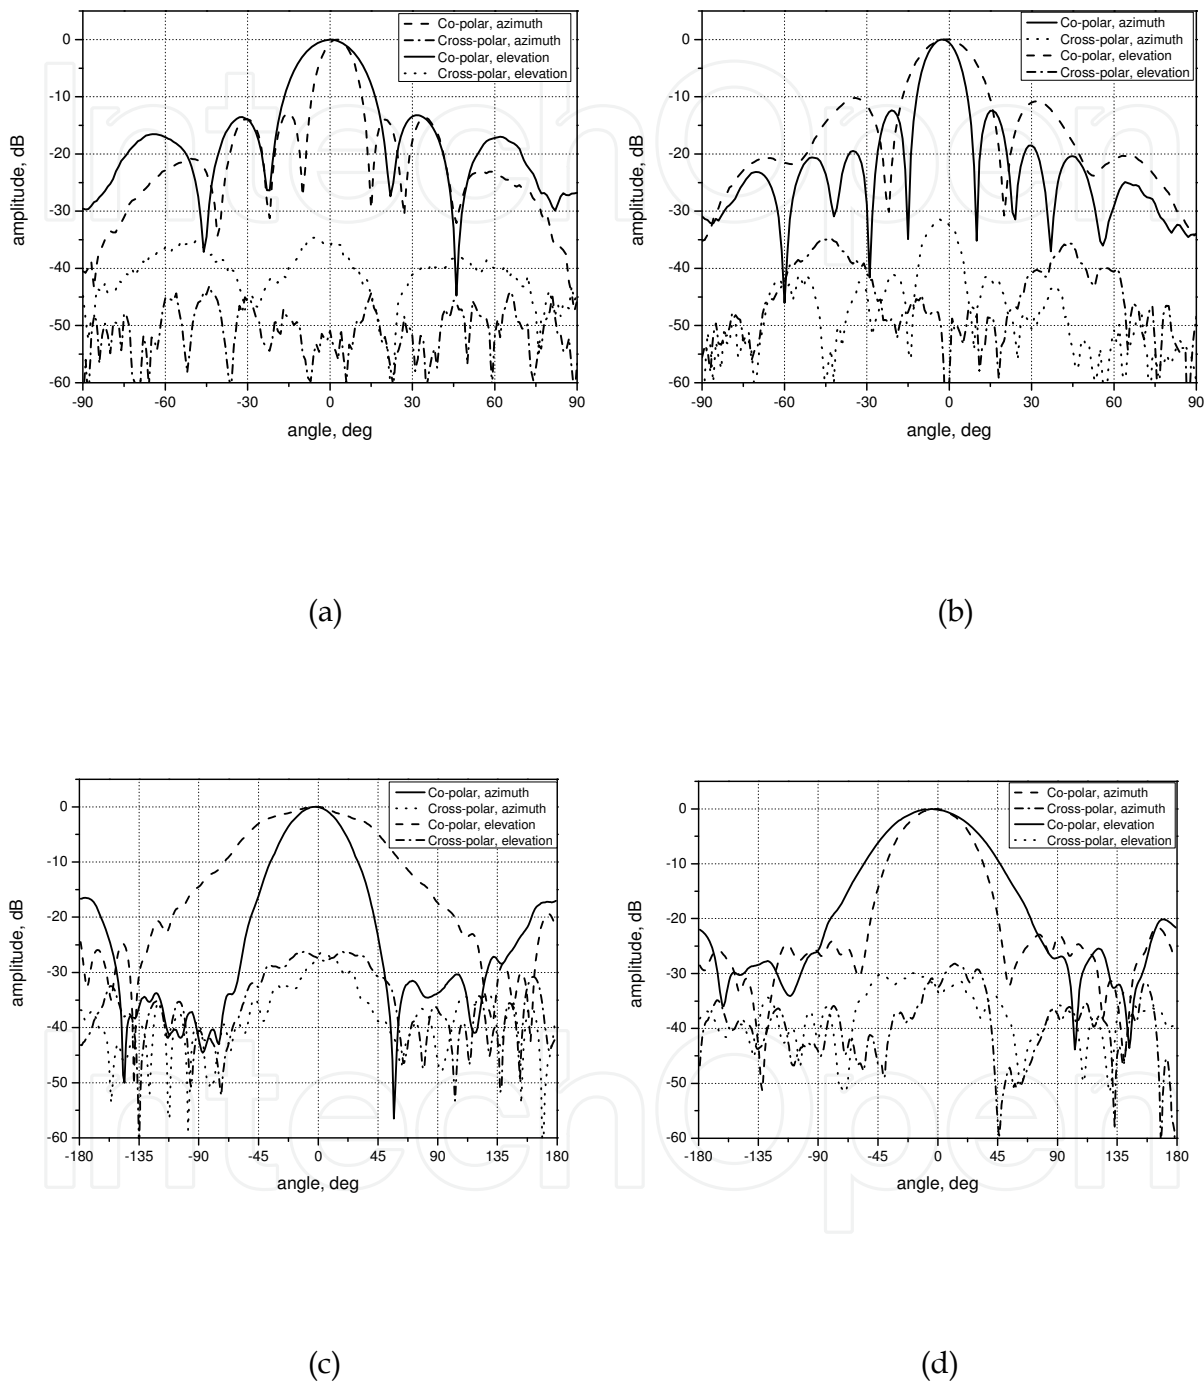 Co-polar, azimuth
Cross-polar, azimuth
Co-polar, elevation
Cross-polar, elevation
0
-10
-20
-30
-40
-50
-60
amplitude, dB
-90 -60 -30 0 30 60 90
angle, deg
(a)
Co-polar, azimuth
Cross-polar, azimuth
Co-polar, elevation
Cross-polar, elevation
0
-10
-20
-30
-40
-50
-60
amplitude, dB
-90 -60 -30 0 30 60 90
angle, deg
(b)
Co-polar, azimuth
Cross-polar, azimuth
Co-polar, elevation
Cross-polar, elevation
0
-10
-20
-30
-40
-50
-60
amplitude, dB
-180 -135 -90 -45 0 45 90 135 180
angle, deg
(c)
Co-polar, azimuth
Cross-polar, azimuth
Co-polar, elevation
Cross-polar, elevation
0
-10
-20
-30
-40
-50
-60
amplitude, dB
-180 -135 -90 -45 0 45 90 135 180
angle, deg
(d)
IntechOpen
IntechOpen